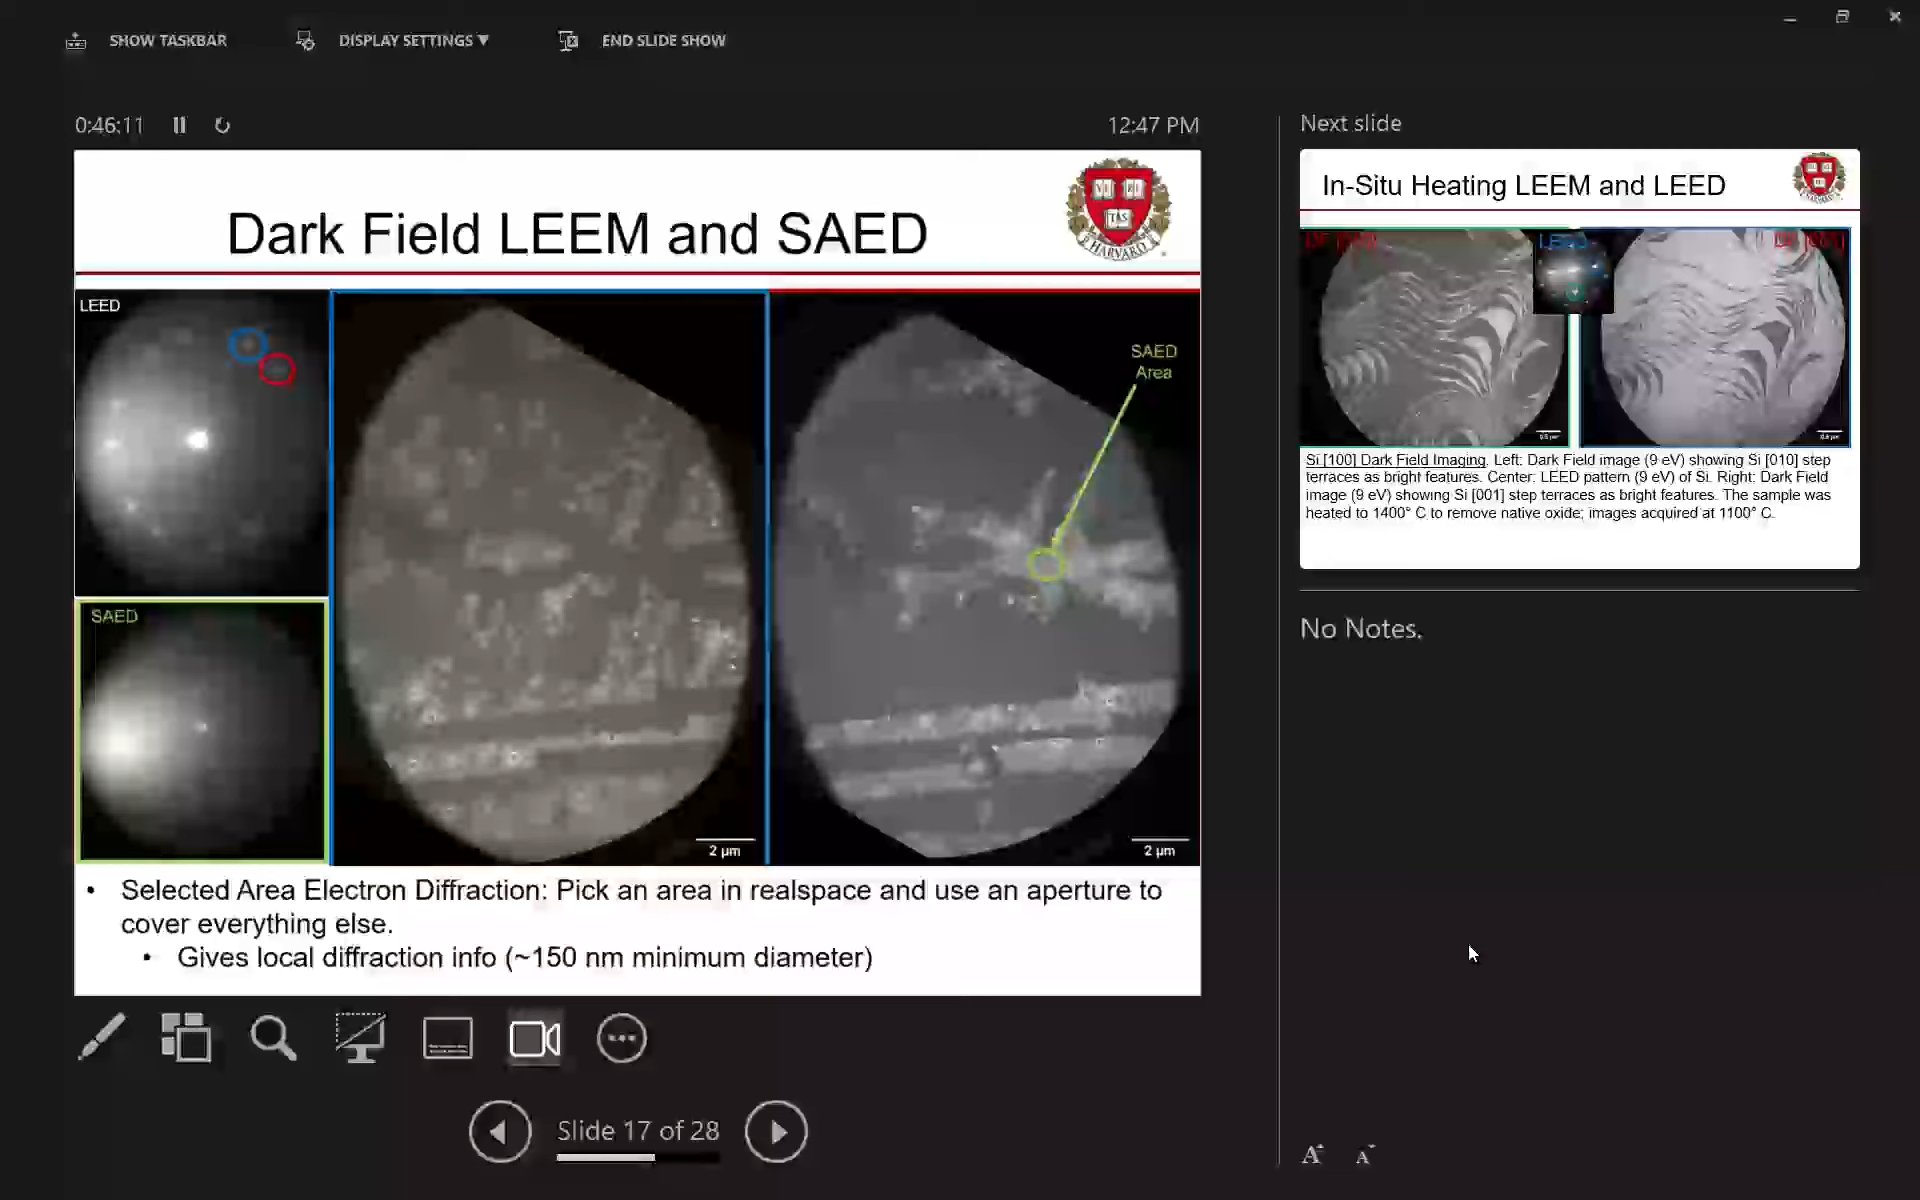 SHOW TASKBAR
DISPLAY SETTINGS ▼
END SLIDE SHOW
0:46:11
12:47 PM
Dark Field LEEM and SAED
VE RI TAS
HARVARD
LEED
SAED
SAED
Area
2 µm
2 µm
• Selected Area Electron Diffraction: Pick an area in realspace and use an aperture to
cover everything else.
• Gives local diffraction info (~150 nm minimum diameter)
Slide 17 of 28
Next slide
In-Situ Heating LEEM and LEED
LEED
Si [100] Dark Field Imaging. Left: Dark Field image (9 eV) showing Si [010] step
terraces as bright features. Center: LEED pattern (9 eV) of Si. Right: Dark Field
image (9 eV) showing Si [001] step terraces as bright features. The sample was
heated to 1400° C to remove native oxide; images acquired at 1100° C.
No Notes.
A
A